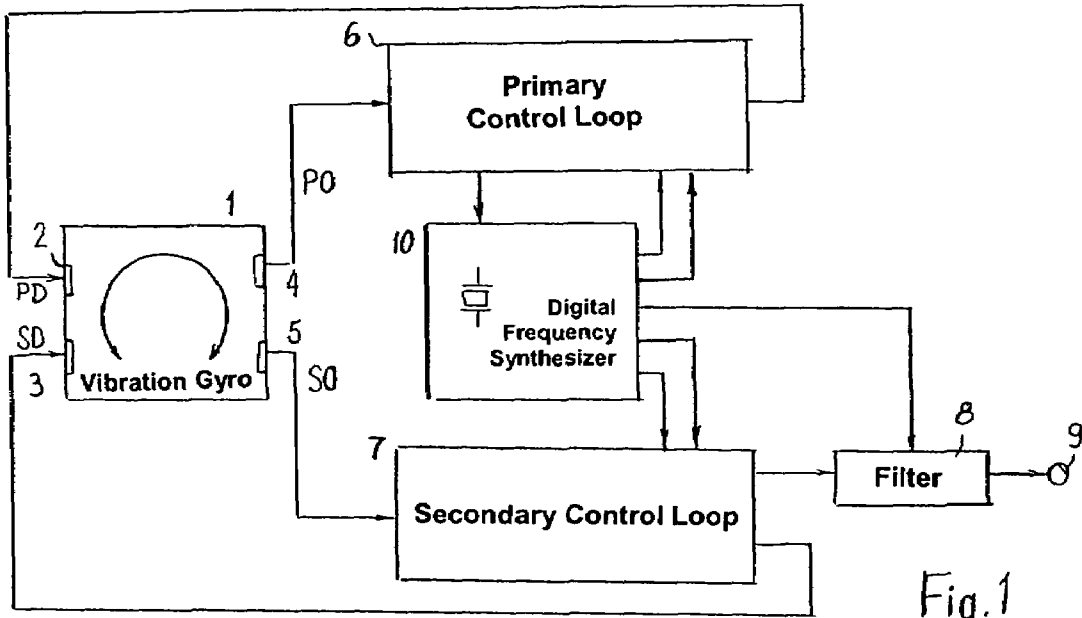 6
Primary
Control Loop
PO
1
2
10
PD
4
Digital
Frequency
Synthesizer
SD
5
3
Vibration Gyro
SO
7
8
9
Filter
Secondary Control Loop
Fig.1